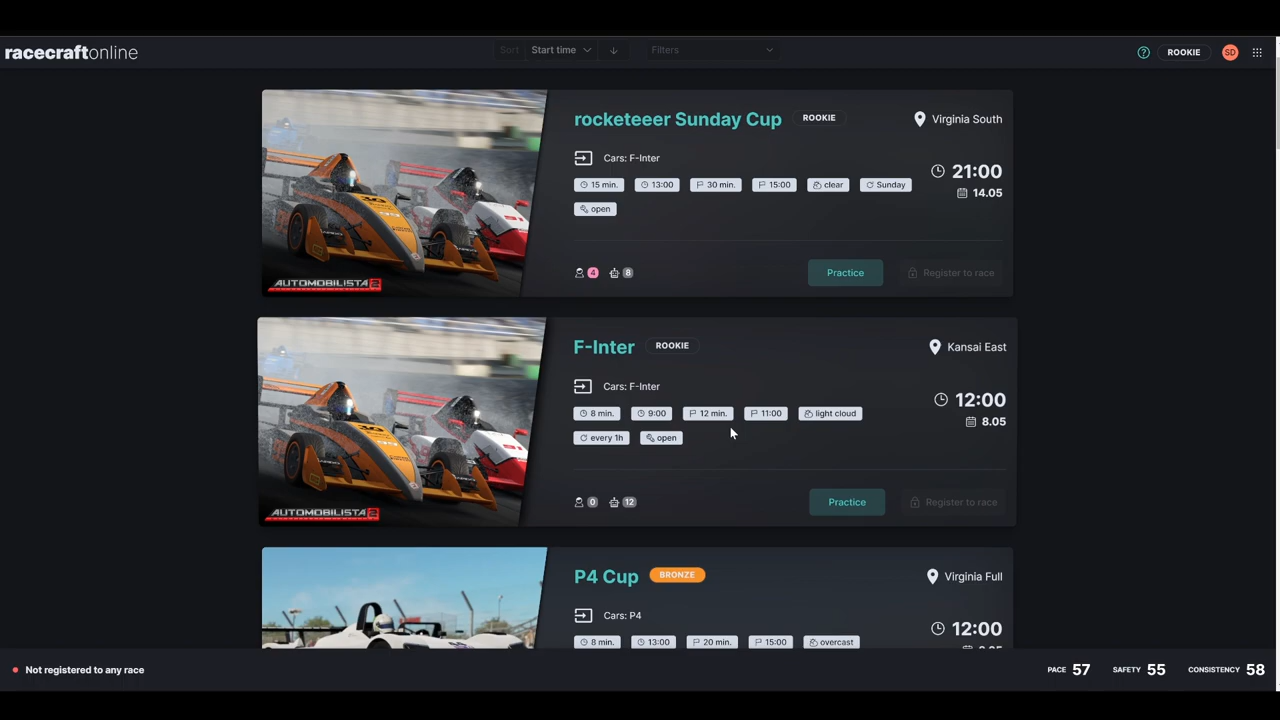 racecraftonline
Sort Start time Filters
? ROOKIE SD
rocketeeer Sunday Cup ROOKIE Virginia South
Cars: F-Inter
21:00
15 min. 13:00 30 min. 15:00 clear Sunday
14.05
open
4 8 Practice Register to race
AUTOMOBILISTA 2
F-Inter ROOKIE Kansai East
Cars: F-Inter
12:00
8 min. 9:00 12 min. 11:00 light cloud
8.05
every 1h open
0 12 Practice Register to race
AUTOMOBILISTA 2
P4 Cup BRONZE Virginia Full
Cars: P4
12:00
8 min. 13:00 20 min. 15:00 overcast
Not registered to any race PACE 57 SAFETY 55 CONSISTENCY 58